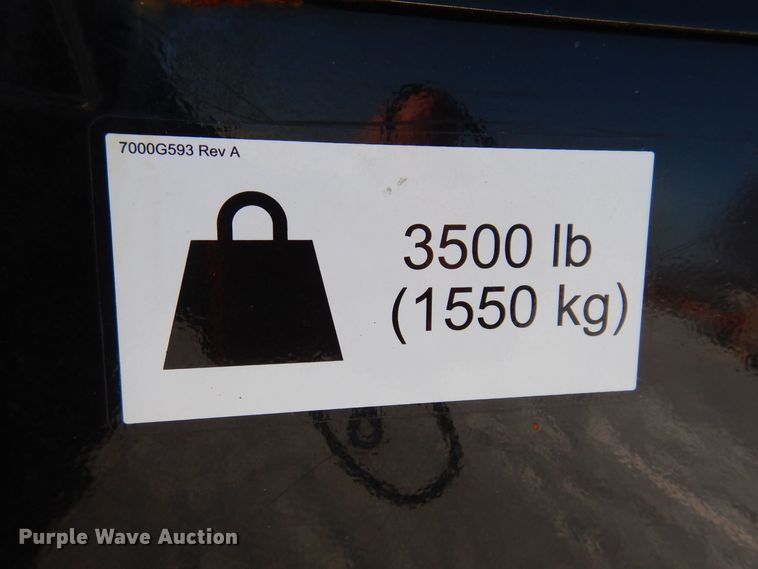 7000G593 Rev A
3500 lb
(1550 kg)
Purple Wave Auction